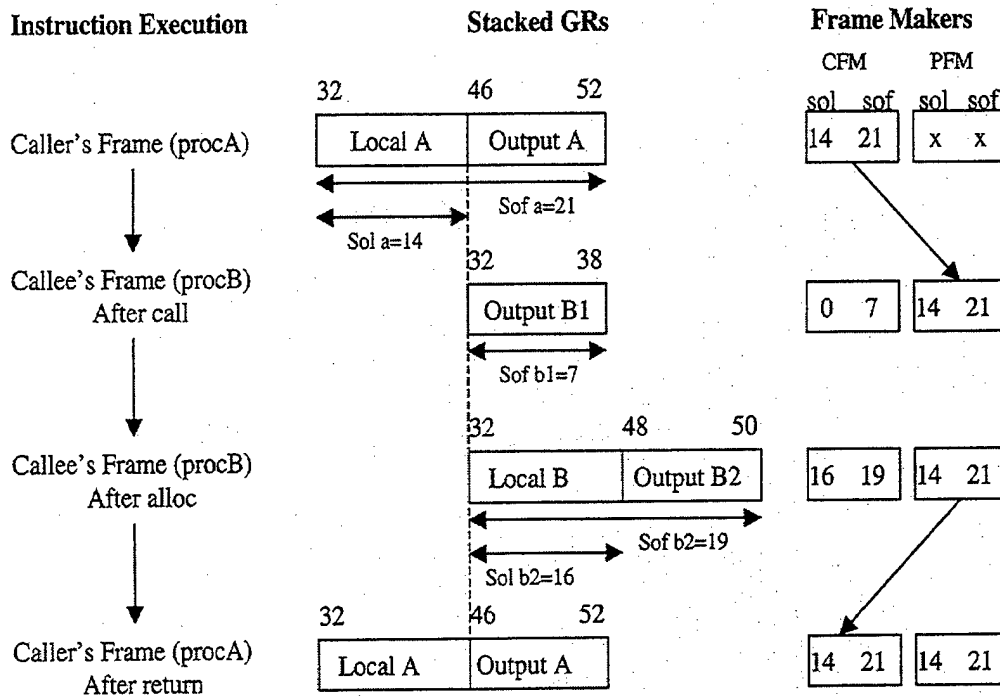 Instruction Execution
Stacked GRs
Frame Makers
CFM PFM
sol sof sol sof
32 46 52
Caller's Frame (procA)
Local A Output A
14 21 x x
Sof a=21
Sol a=14
32 38
Callee's Frame (procB)
After call
Output B1
0 7 14 21
Sof b1=7
32 48 50
Callee's Frame (procB)
After alloc
Local B Output B2
16 19 14 21
Sof b2=19
Sol b2=16
32 46 52
Caller's Frame (procA)
After return
Local A Output A
14 21 14 21